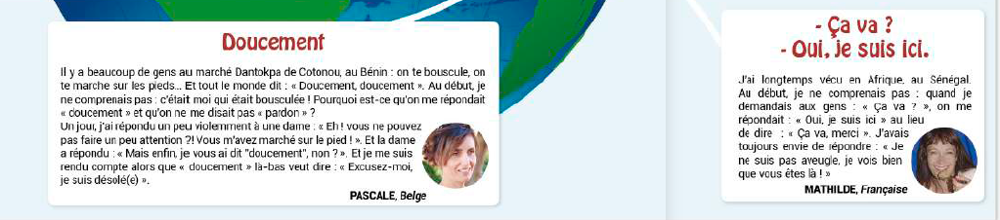 Doucement
Il y a beaucoup de gens au marché Dantokpa de Cotonou, au Bénin : on te bouscule, on
te marche sur les pieds... Et tout le monde dit : « Doucement, doucement ». Au début, je
ne comprenais pas : c'était moi qui était bousculée ! Pourquoi est-ce qu'on me répondait
« doucement » et qu'on ne me disait pas « pardon » ?
Un jour, j'ai répondu un peu violemment à une dame : « Eh ! vous ne pouvez
pas faire un peu attention ?! Vous m'avez marché sur le pied ! ». Et la dame
a répondu : « Mais enfin, je vous ai dit "doucement", non ? ». Et je me suis
rendu compte alors que « doucement » là-bas veut dire : « Excusez-moi,
je suis désolé(e) ».
PASCALE, Belge
- Ça va ?
- Oui, je suis ici.
J'ai longtemps vécu en Afrique, au Sénégal.
Au début, je ne comprenais pas : quand je
demandais aux gens : « Ça va ? », on me
répondait : « Oui, je suis ici » au lieu
de dire : « Ça va, merci ». J'avais
toujours envie de répondre : « Je
ne suis pas aveugle, je vois bien
que vous êtes là ! »
MATHILDE, Française